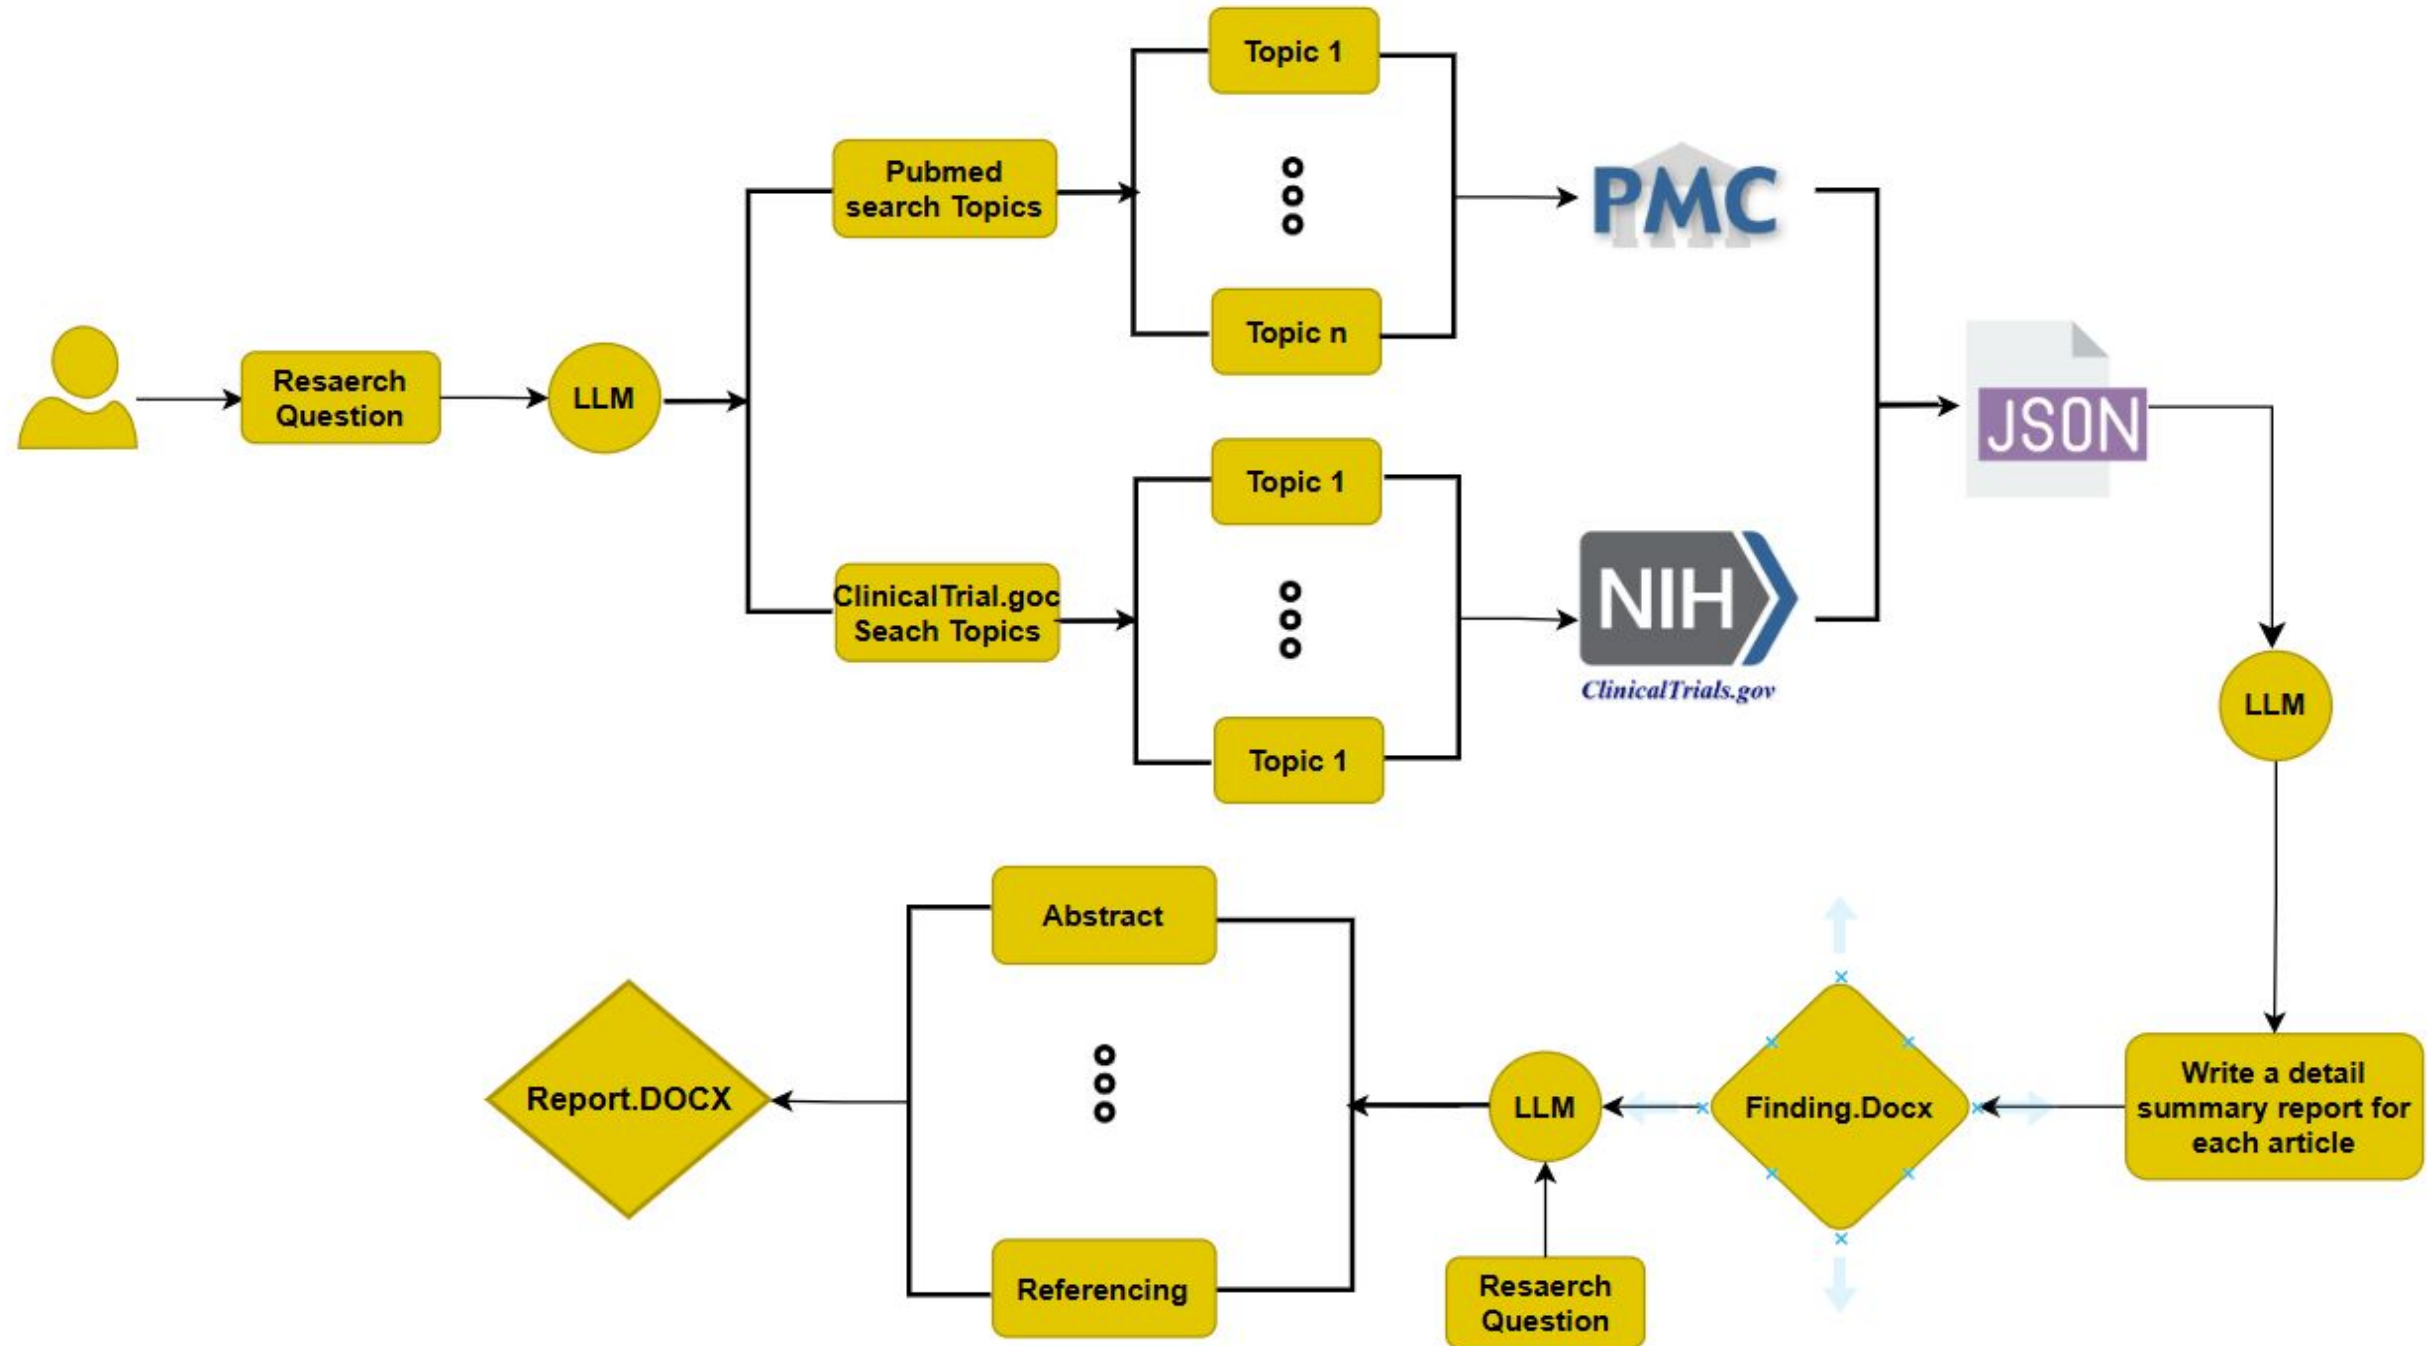 Topic 1
Pubmed
search Topics
PMC
Topic n
Resaerch
Question
LLM
JSON
Topic 1
ClinicalTrial.goc
Seach Topics
NIH
ClinicalTrials.gov
Topic 1
LLM
Abstract
Report.DOCX
LLM
Finding.Docx
Write a detail
summary report for
each article
Referencing
Resaerch
Question